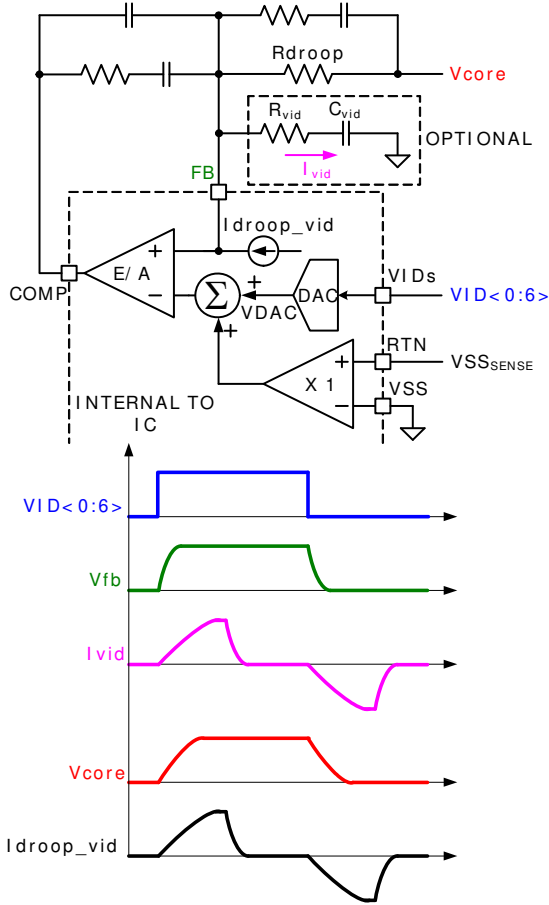 Rdroop
Vcore
Rvid
Cvid
OPTIONAL
Ivid
FB
Idroop_vid
+
E/A
−
COMP
Σ
+
+
VDAC
DAC
VIDs
VID<0:6>
RTN
VSSSENSE
+
X 1
−
VSS
INTERNAL TO
IC
VID<0:6>
Vfb
Ivid
Vcore
Idroop_vid